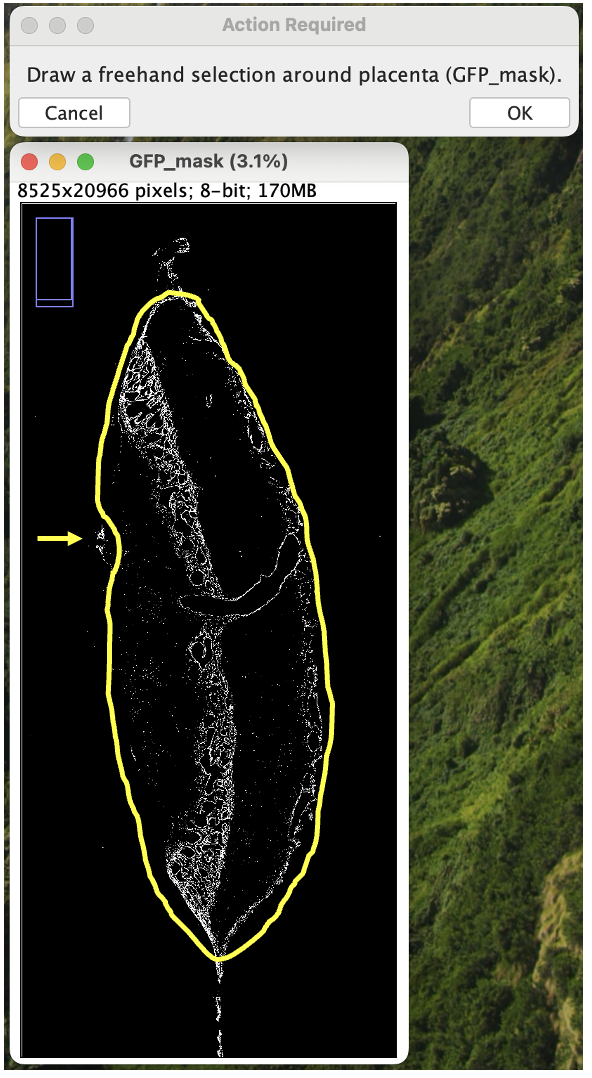 Action Required
Draw a freehand selection around placenta (GFP_mask).
Cancel
OK
GFP_mask (3.1%)
8525x20966 pixels; 8-bit; 170MB